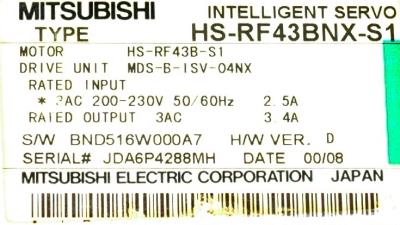 MITSUBISHI INTELLIGENT SERVO
TYPE HS-RF43BNX-S1
MOTOR HS-RF43B-S1
DRIVE UNIT MDS-B-ISV-04NX
RATED INPUT
* 3AC 200-230V 50/60Hz 2.5A
RATED OUTPUT 3AC 3.4A
S/W BND516W000A7 H/W VER. D
SERIAL# JDA6P4288MH DATE 00/08
MITSUBISHI ELECTRIC CORPORATION JAPAN